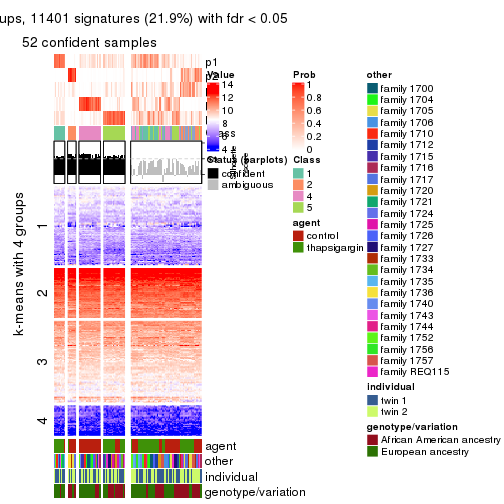 ups, 11401 signatures (21.9%) with fdr < 0.05
52 confident samples
p1
Value
14
12
10
8
6
4
Prob
1
0.8
0.6
0.4
0.2
0
Status (barplots)
confident
ambiguous
Class
1
2
4
5
agent
control
thapsigargin
other
family 1700
family 1704
family 1705
family 1706
family 1710
family 1712
family 1715
family 1716
family 1717
family 1720
family 1721
family 1724
family 1725
family 1726
family 1727
family 1733
family 1734
family 1735
family 1736
family 1740
family 1743
family 1744
family 1752
family 1756
family 1757
family REQ115
individual
twin 1
twin 2
genotype/variation
African American ancestry
European ancestry
k-means with 4 groups
1
2
3
4
agent
other
individual
genotype/variation